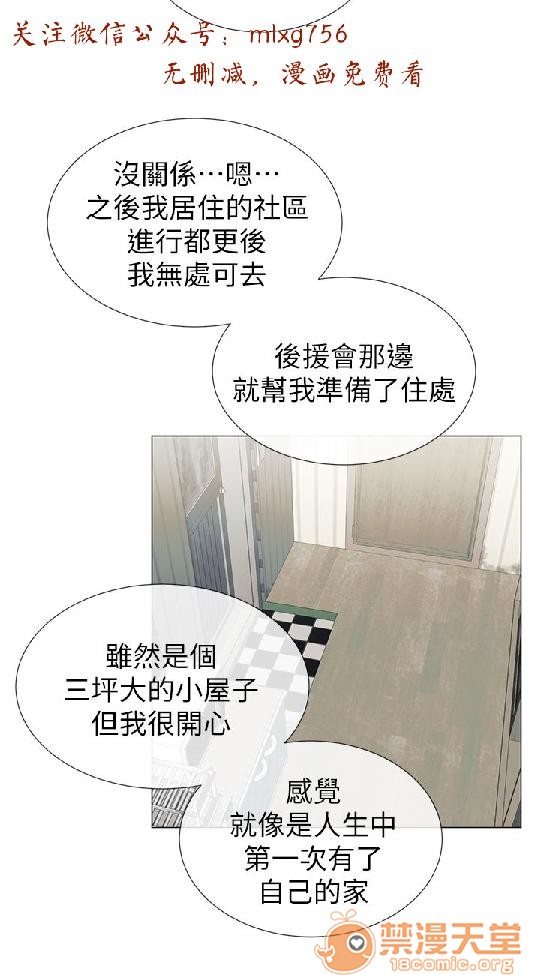 关注微信公众号：mlxg756
无删减，漫画免费看
沒關係⋯嗯⋯
之後我居住的社區
進行都更後
我無處可去
後援會那邊
就幫我準備了住處
雖然是個
三坪大的小屋子
但我很開心
感覺
就像是人生中
第一次有了
自己的家
禁漫天堂
18comic.org